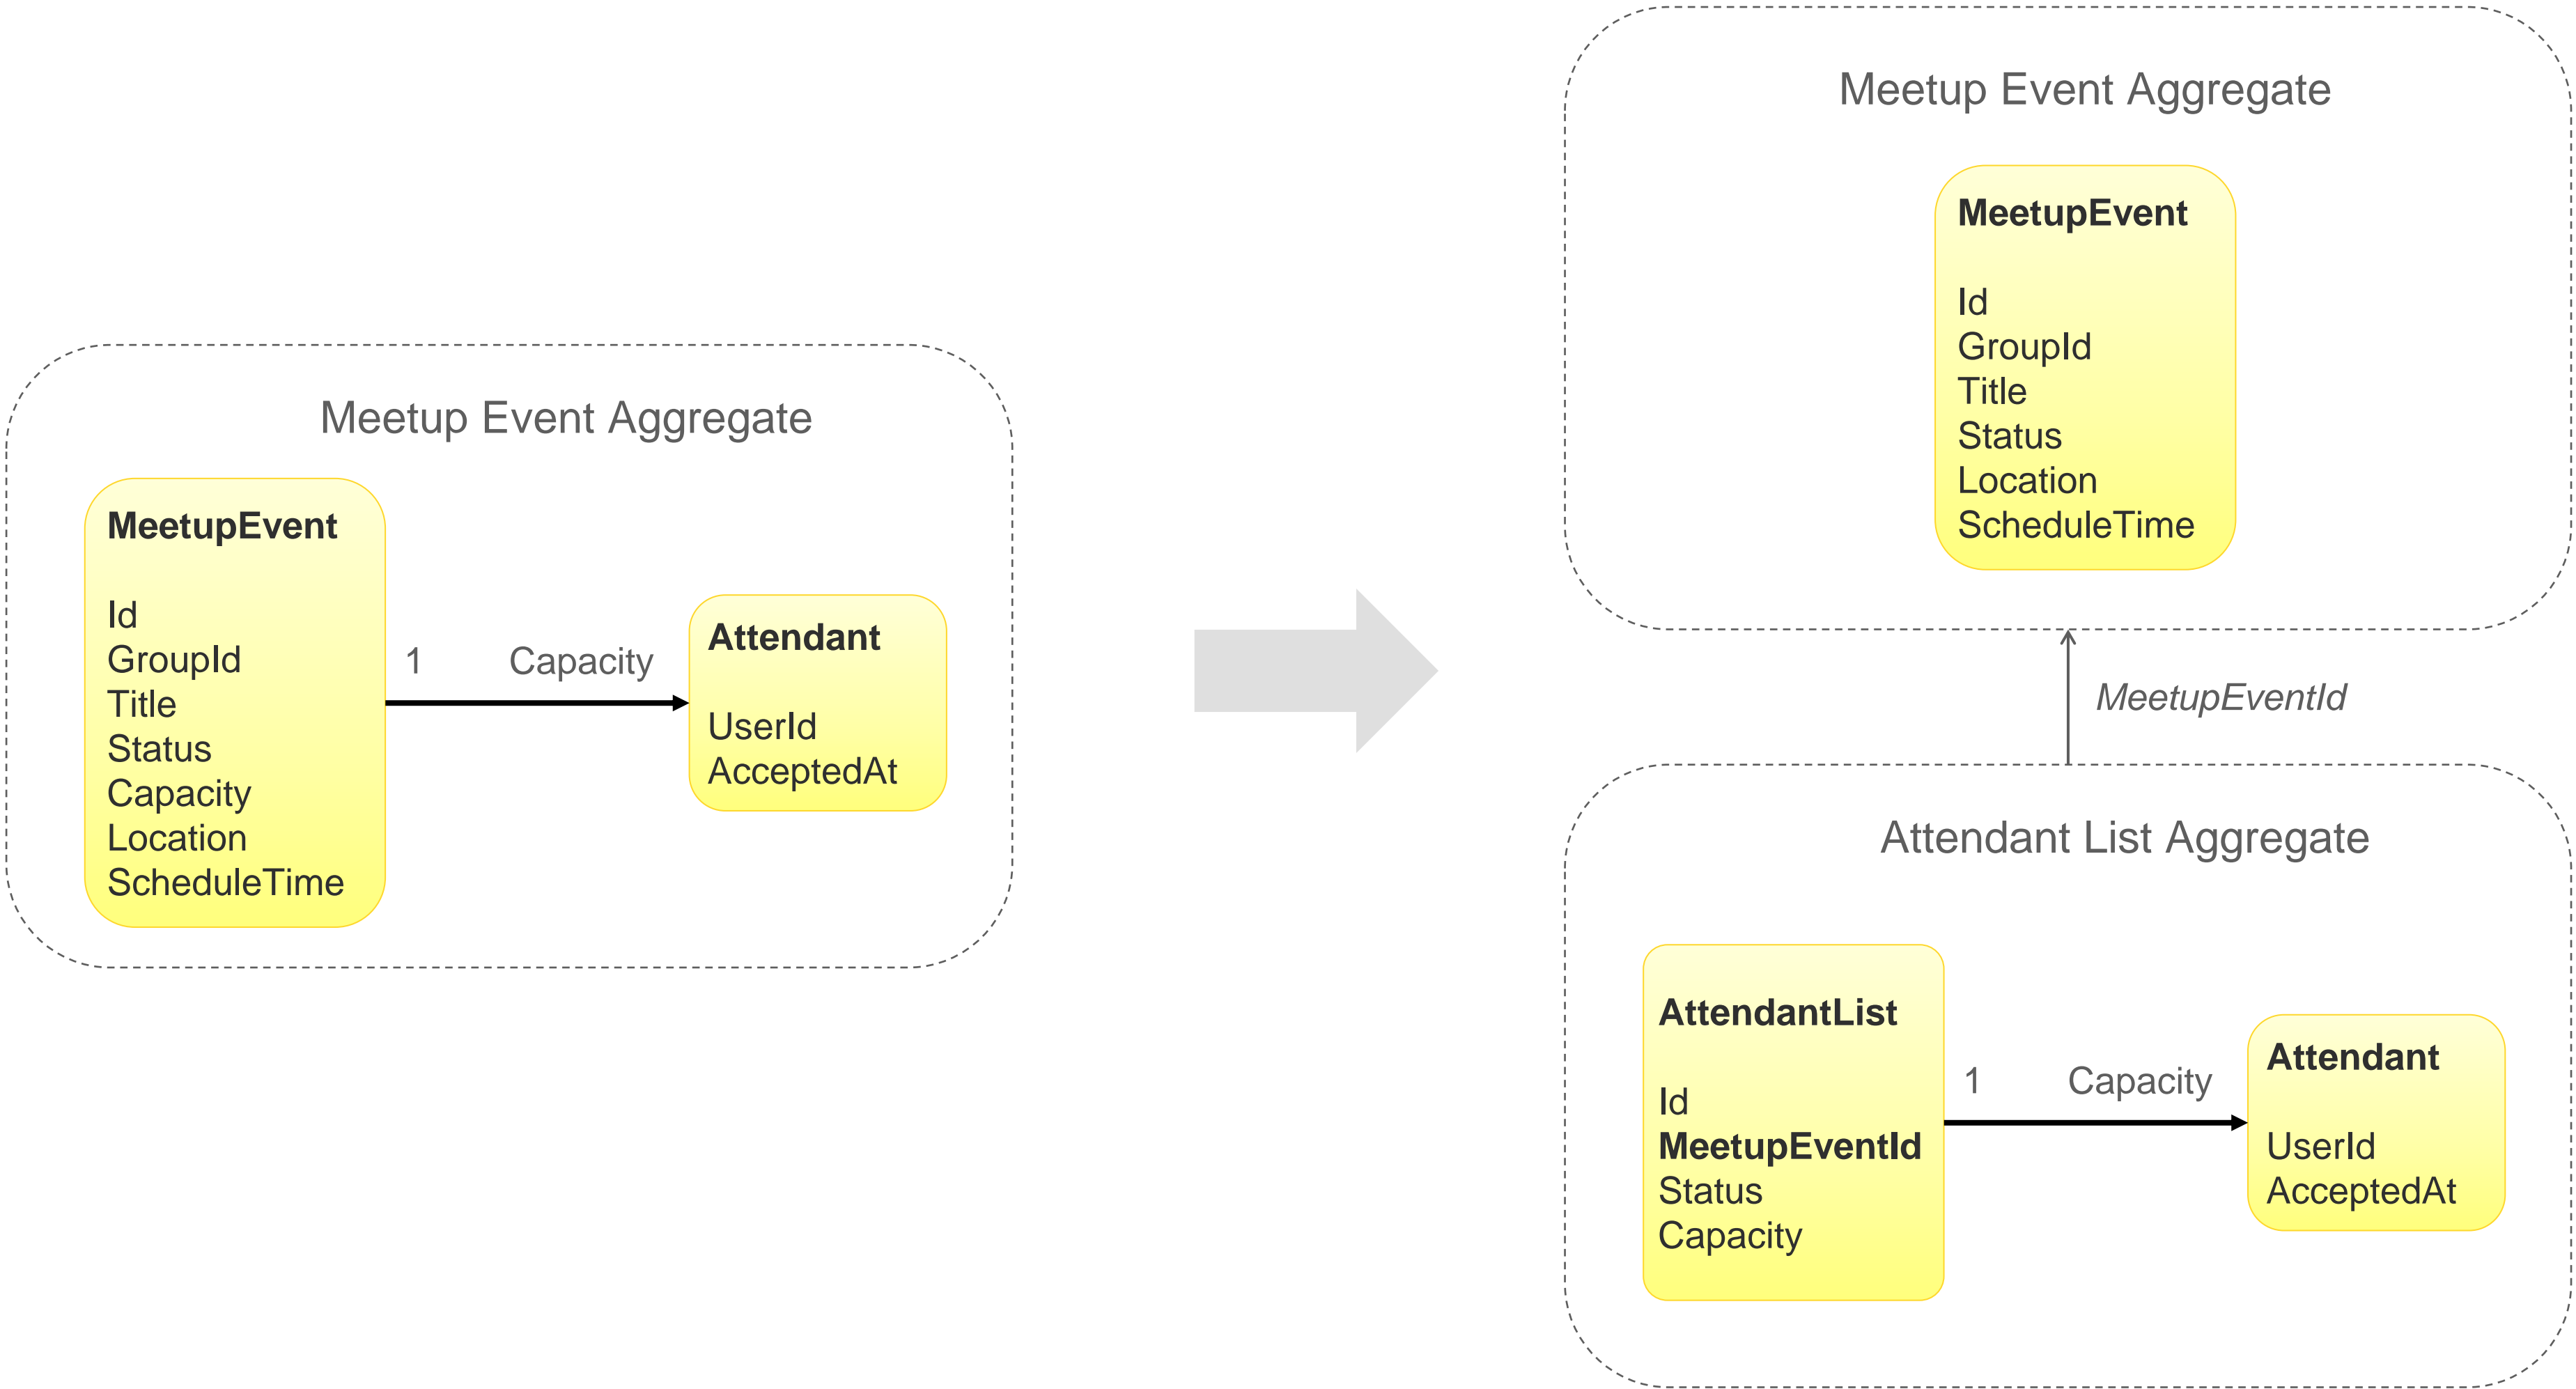 Meetup Event Aggregate
MeetupEvent
Id
GroupId
Title
Status
Capacity
Location
ScheduleTime
1 Capacity
Attendant
UserId
AcceptedAt
Meetup Event Aggregate
MeetupEvent
Id
GroupId
Title
Status
Location
ScheduleTime
MeetupEventId
Attendant List Aggregate
AttendantList
Id
MeetupEventId
Status
Capacity
1 Capacity
Attendant
UserId
AcceptedAt